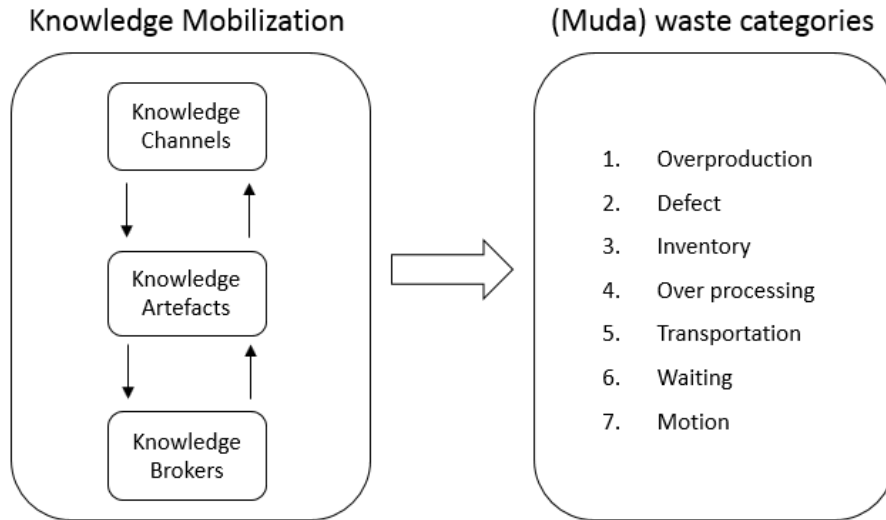 Knowledge Mobilization
Knowledge
Channels
Knowledge
Artefacts
Knowledge
Brokers
(Muda) waste categories
1. Overproduction
2. Defect
3. Inventory
4. Over processing
5. Transportation
6. Waiting
7. Motion